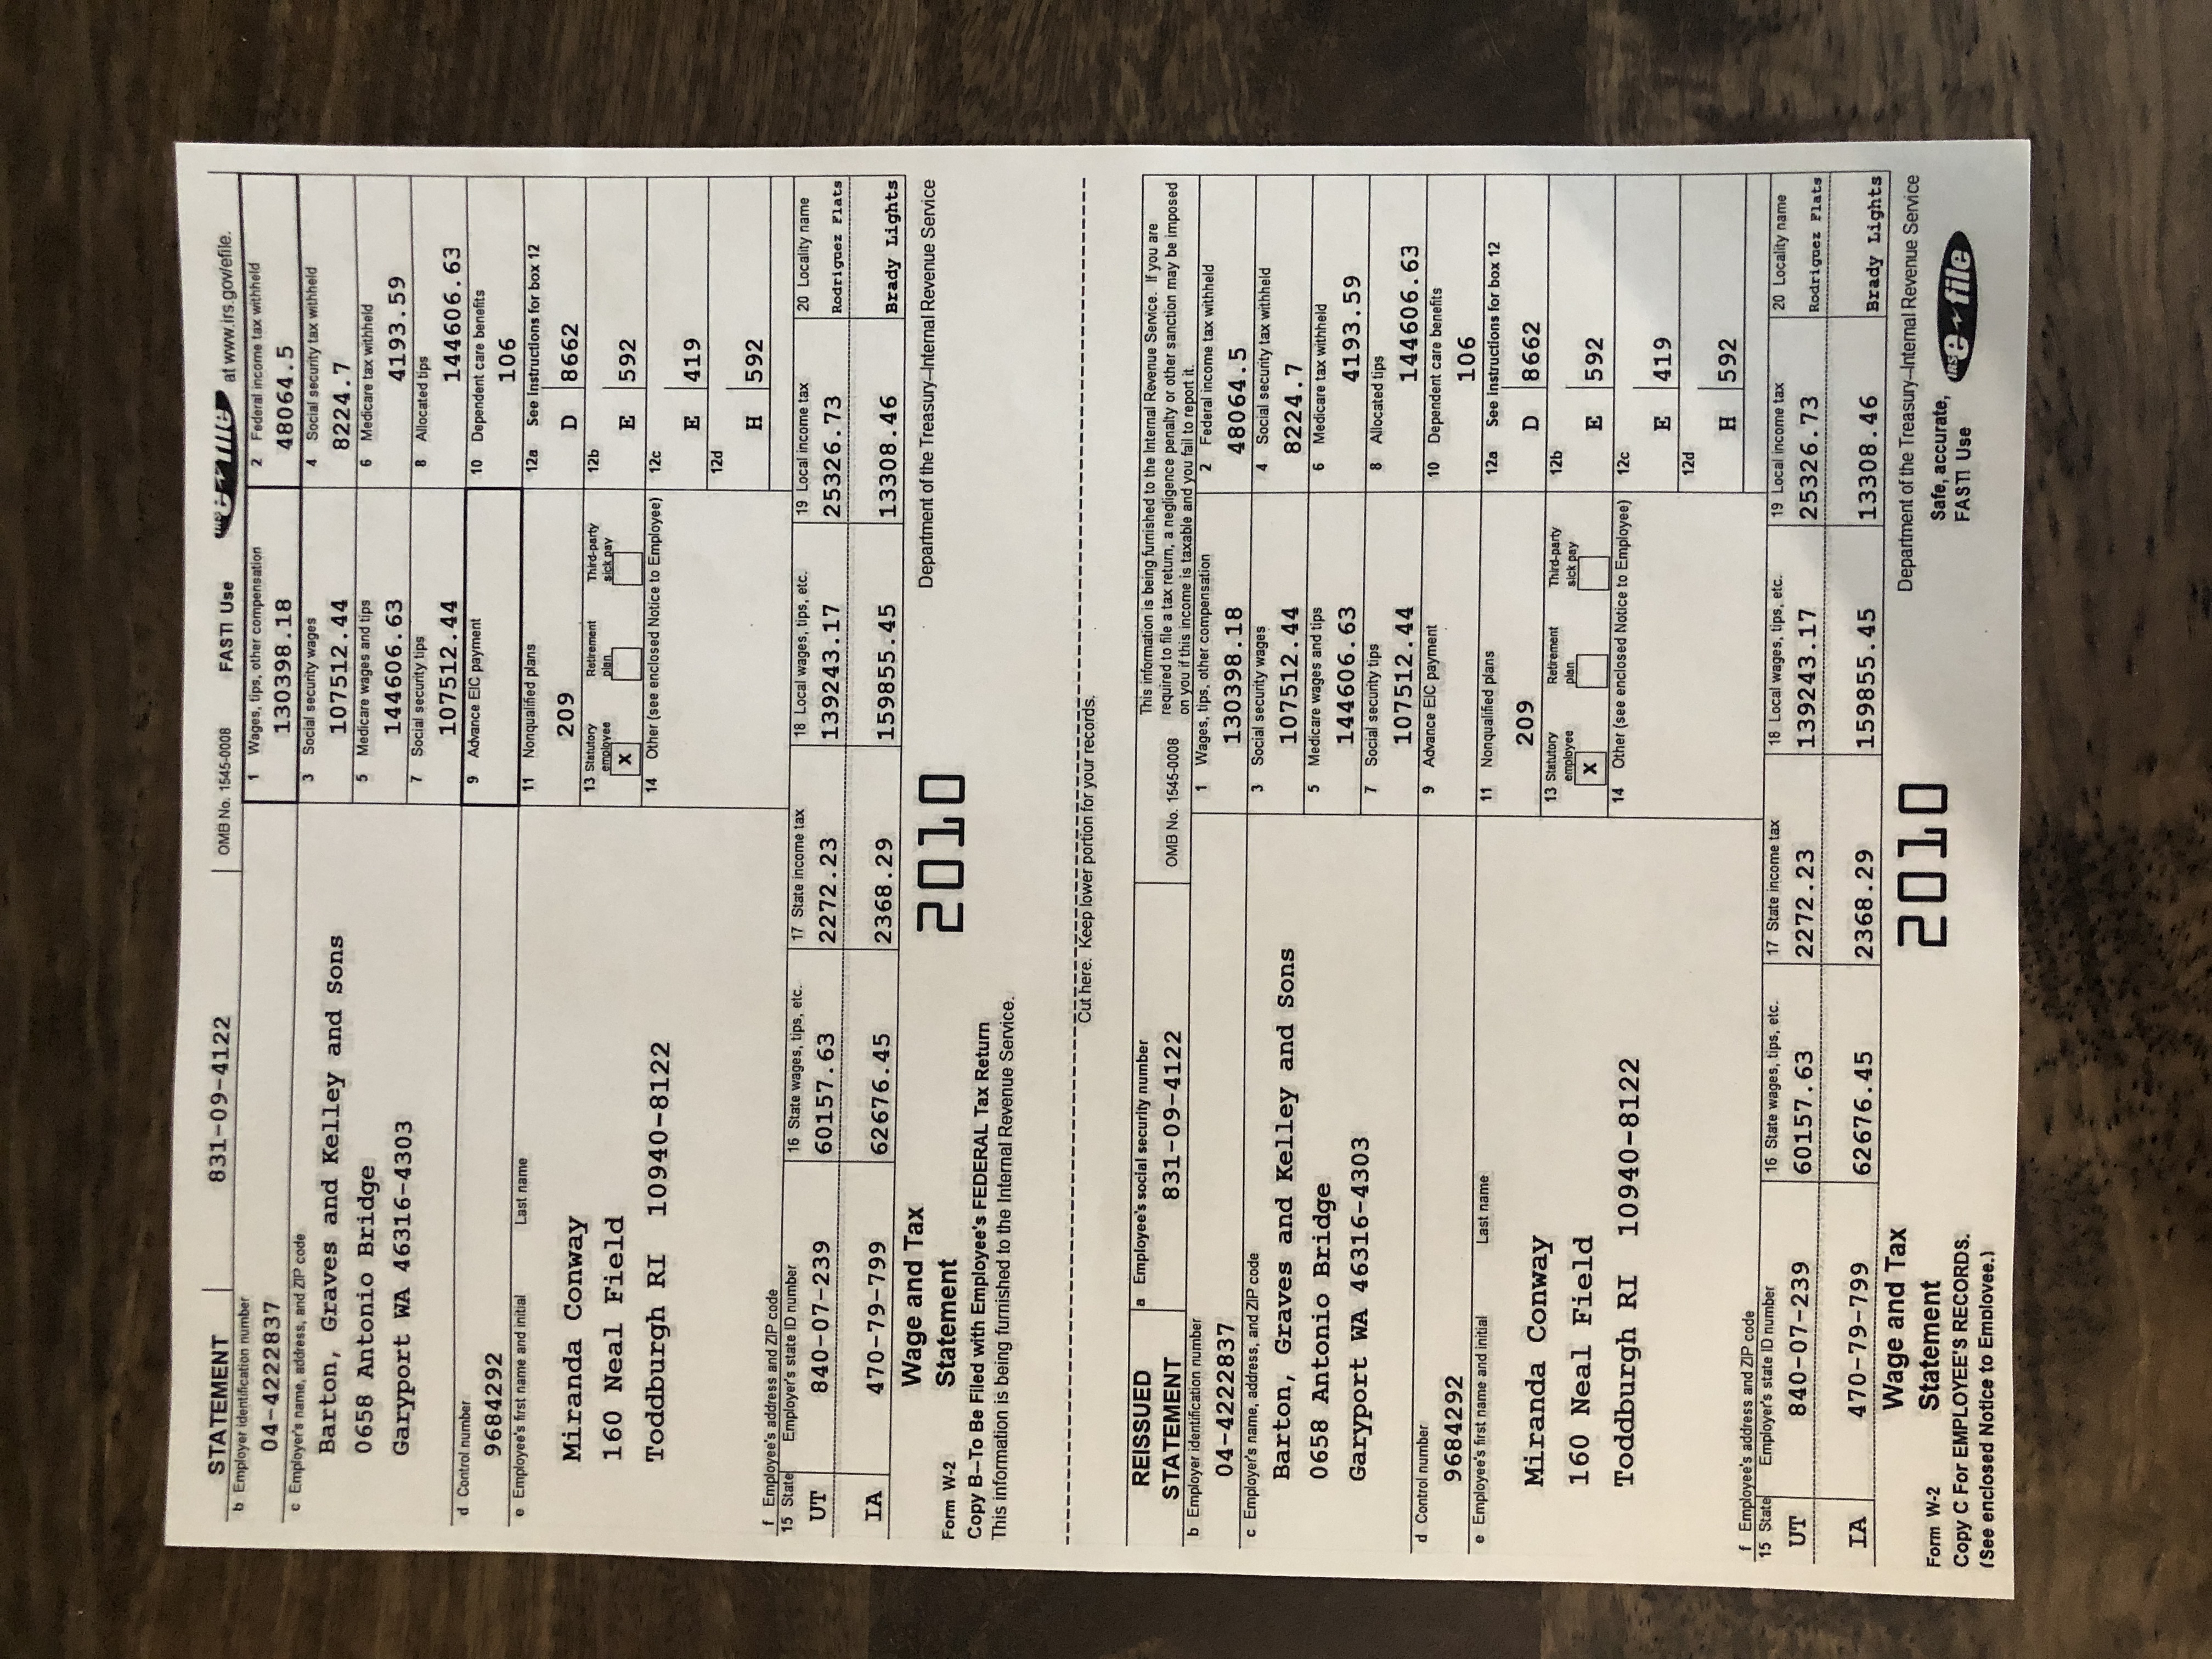 STATEMENT 831-09-4122 OMB No. 1545-0008 FAST! Use IRS e-file at www.irs.gov/efile.
b Employer identification number
04-4222837
1 Wages, tips, other compensation
130398.18
2 Federal income tax withheld
48064.5
c Employer's name, address, and ZIP code
Barton, Graves and Kelley and Sons
0658 Antonio Bridge
Garyport WA 46316-4303
3 Social security wages
107512.44
4 Social security tax withheld
8224.7
5 Medicare wages and tips
144606.63
6 Medicare tax withheld
4193.59
7 Social security tips
107512.44
8 Allocated tips
144606.63
d Control number
9684292
9 Advance EIC payment
10 Dependent care benefits
106
e Employee's first name and initial Last name
Miranda Conway
160 Neal Field
Toddburgh RI 10940-8122
11 Nonqualified plans
209
12a See instructions for box 12
D 8662
13 Statutory employee Retirement plan Third-party sick pay
X
12b
E 592
14 Other (see enclosed Notice to Employee)
12c
E 419
12d
H 592
f Employee's address and ZIP code
15 State Employer's state ID number 16 State wages, tips, etc. 17 State income tax 18 Local wages, tips, etc. 19 Local income tax 20 Locality name
UT 840-07-239 60157.63 2272.23 139243.17 25326.73 Rodriguez Flats
IA 470-79-799 62676.45 2368.29 159855.45 13308.46 Brady Lights
Wage and Tax
Form W-2 Statement 2010 Department of the Treasury--Internal Revenue Service
Copy B--To Be Filed with Employee's FEDERAL Tax Return
This information is being furnished to the Internal Revenue Service.
Cut here. Keep lower portion for your records.
REISSUED
STATEMENT
a Employee's social security number
831-09-4122
OMB No. 1545-0008
This information is being furnished to the Internal Revenue Service. If you are
required to file a tax return, a negligence penalty or other sanction may be imposed
on you if this income is taxable and you fail to report it.
b Employer identification number
04-4222837
1 Wages, tips, other compensation
130398.18
2 Federal income tax withheld
48064.5
c Employer's name, address, and ZIP code
Barton, Graves and Kelley and Sons
0658 Antonio Bridge
Garyport WA 46316-4303
3 Social security wages
107512.44
4 Social security tax withheld
8224.7
5 Medicare wages and tips
144606.63
6 Medicare tax withheld
4193.59
7 Social security tips
107512.44
8 Allocated tips
144606.63
d Control number
9684292
9 Advance EIC payment
10 Dependent care benefits
106
e Employee's first name and initial Last name
Miranda Conway
160 Neal Field
Toddburgh RI 10940-8122
11 Nonqualified plans
209
12a See instructions for box 12
D 8662
13 Statutory employee Retirement plan Third-party sick pay
X
12b
E 592
14 Other (see enclosed Notice to Employee)
12c
E 419
12d
H 592
f Employee's address and ZIP code
15 State Employer's state ID number 16 State wages, tips, etc. 17 State income tax 18 Local wages, tips, etc. 19 Local income tax 20 Locality name
UT 840-07-239 60157.63 2272.23 139243.17 25326.73 Rodriguez Flats
IA 470-79-799 62676.45 2368.29 159855.45 13308.46 Brady Lights
Wage and Tax
Form W-2 Statement 2010 Department of the Treasury--Internal Revenue Service
Copy C For EMPLOYEE'S RECORDS.
(See enclosed Notice to Employee.)
Safe, accurate,
FAST! Use IRS e-file